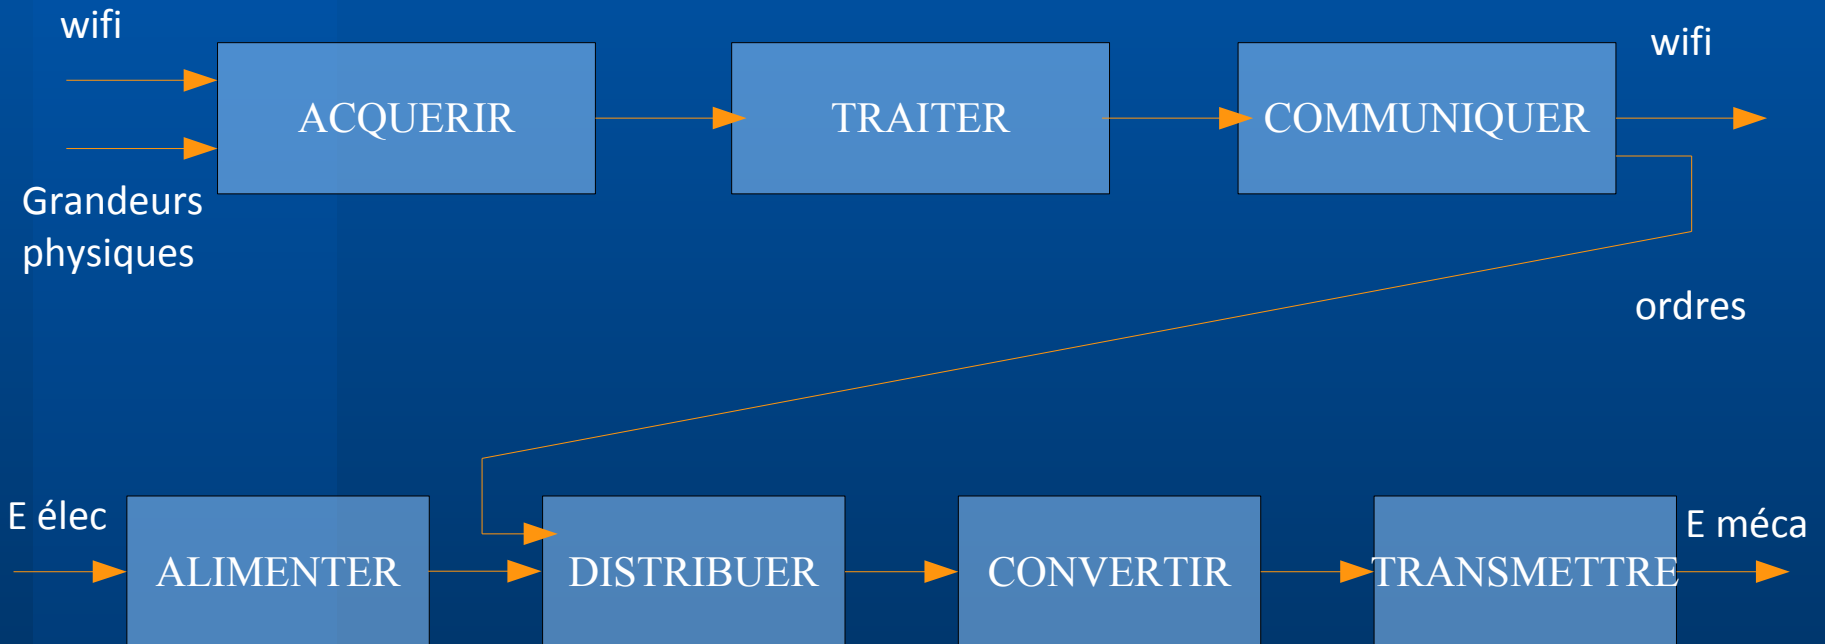 wifi
wifi
ACQUERIR
TRAITER
COMMUNIQUER
Grandeurs
physiques
ordres
E élec
E méca
ALIMENTER
DISTRIBUER
CONVERTIR
TRANSMETTRE